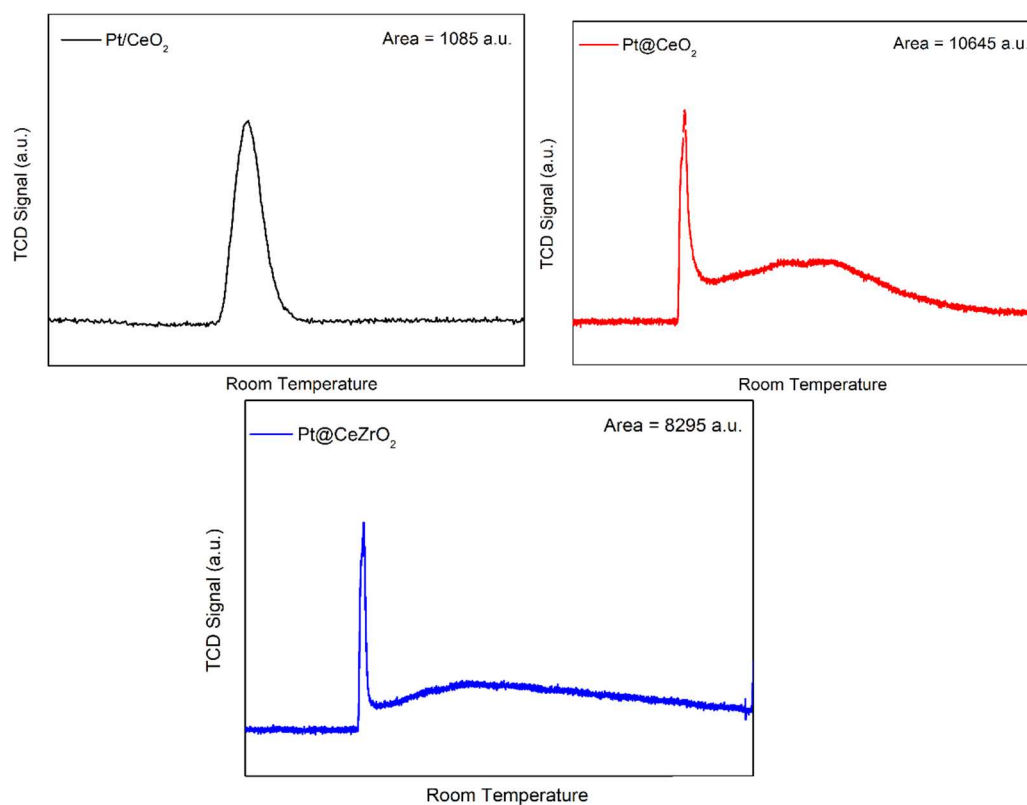 Pt/CeO₂
Area = 1085 a.u.
TCD Signal (a.u.)
Room Temperature
Pt@CeO₂
Area = 10645 a.u.
TCD Signal (a.u.)
Room Temperature
Pt@CeZrO₂
Area = 8295 a.u.
TCD Signal (a.u.)
Room Temperature